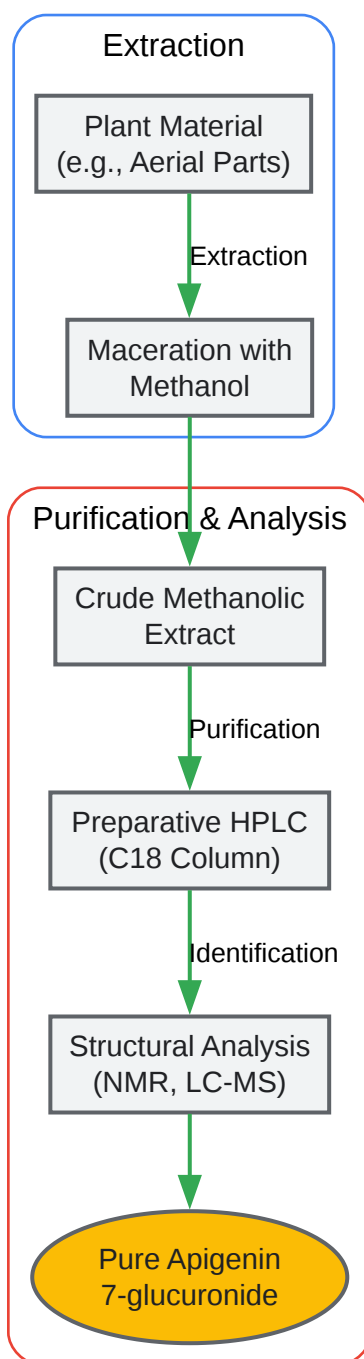 Extraction
Plant Material
(e.g., Aerial Parts)
Extraction
Maceration with
Methanol
Purification & Analysis
Crude Methanolic
Extract
Purification
Preparative HPLC
(C18 Column)
Identification
Structural Analysis
(NMR, LC-MS)
Pure Apigenin
7-glucuronide